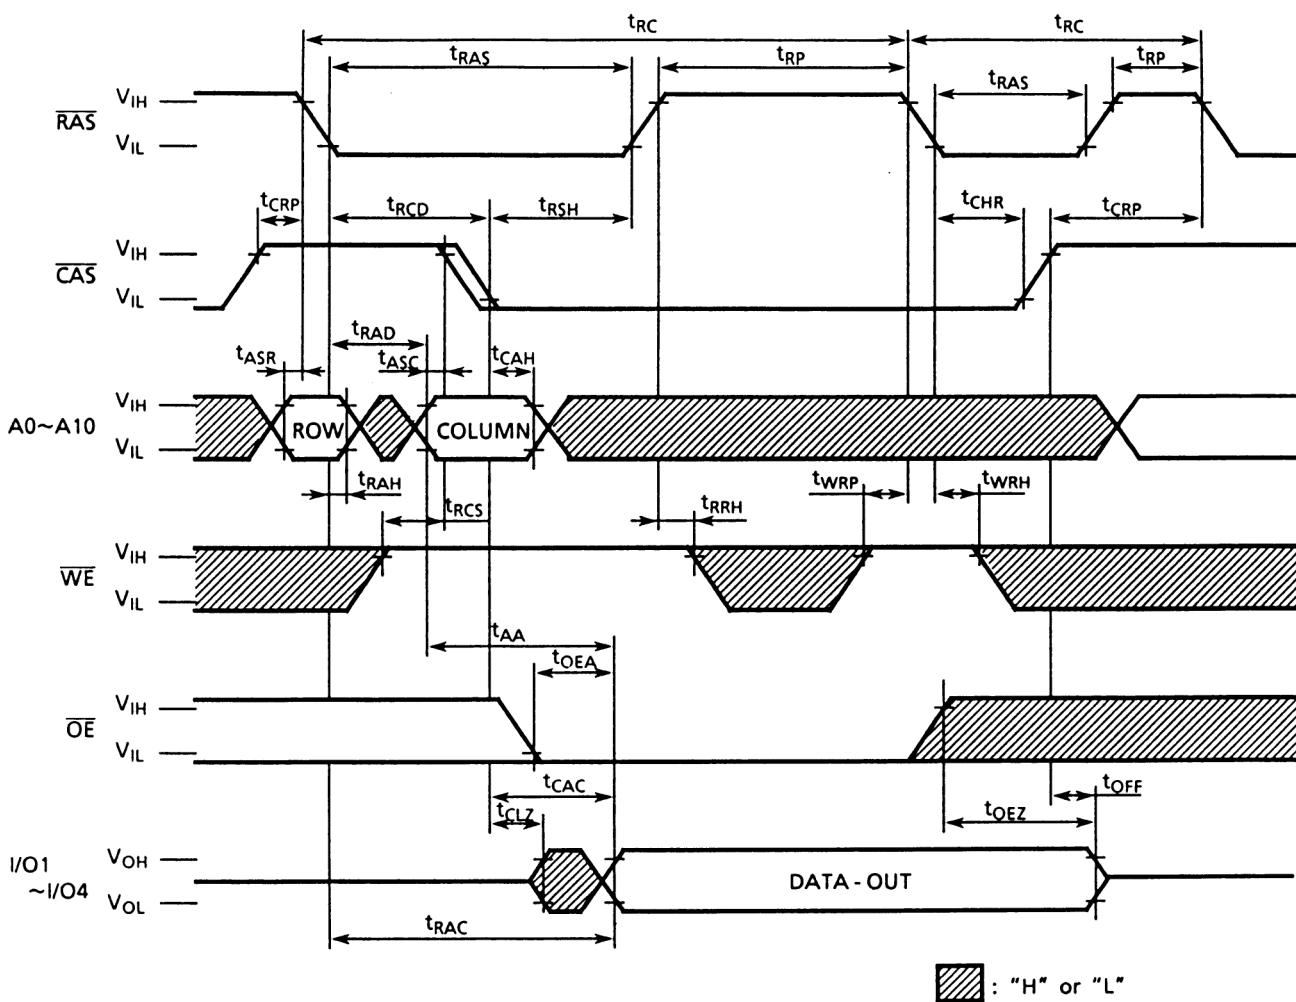 tRC tRC
tRAS tRP tRAS tRP
RAS VIH
VIL
tCRP tRCD tRSH tCHR tCRP
CAS VIH
VIL
tASR tRAD tASC tCAH
A0~A10 VIH
VIL
ROW COLUMN
tRAH tRCS tRRH tWRP tWRH
WE VIH
VIL
tAA
tOEA
OE VIH
VIL
tCAC tOFF
tCLZ tOEZ
I/O1
~I/O4
VOH
VOL
DATA - OUT
tRAC
: "H" or "L"